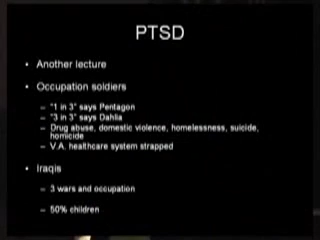 PTSD
• Another lecture
• Occupation soldiers
– "1 in 3" says Pentagon
– "3 in 3" says Dahlia
– Drug abuse, domestic violence, homelessness, suicide,
homicide
– V.A. healthcare system strapped
• Iraqis
– 3 wars and occupation
– 50% children